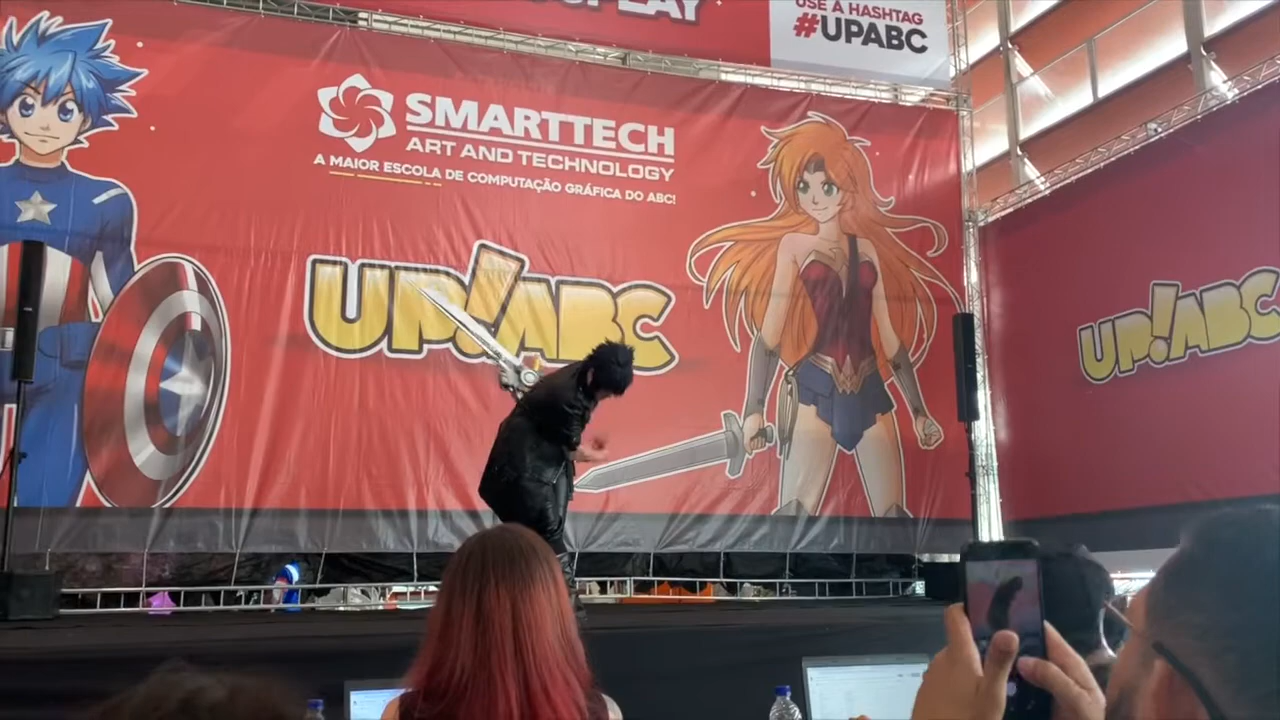 USE A HASHTAG
#UPABC
SMARTTECH
ART AND TECHNOLOGY
A MAIOR ESCOLA DE COMPUTAÇÃO GRÁFICA DO ABC!
UP!ABC
UP!ABC